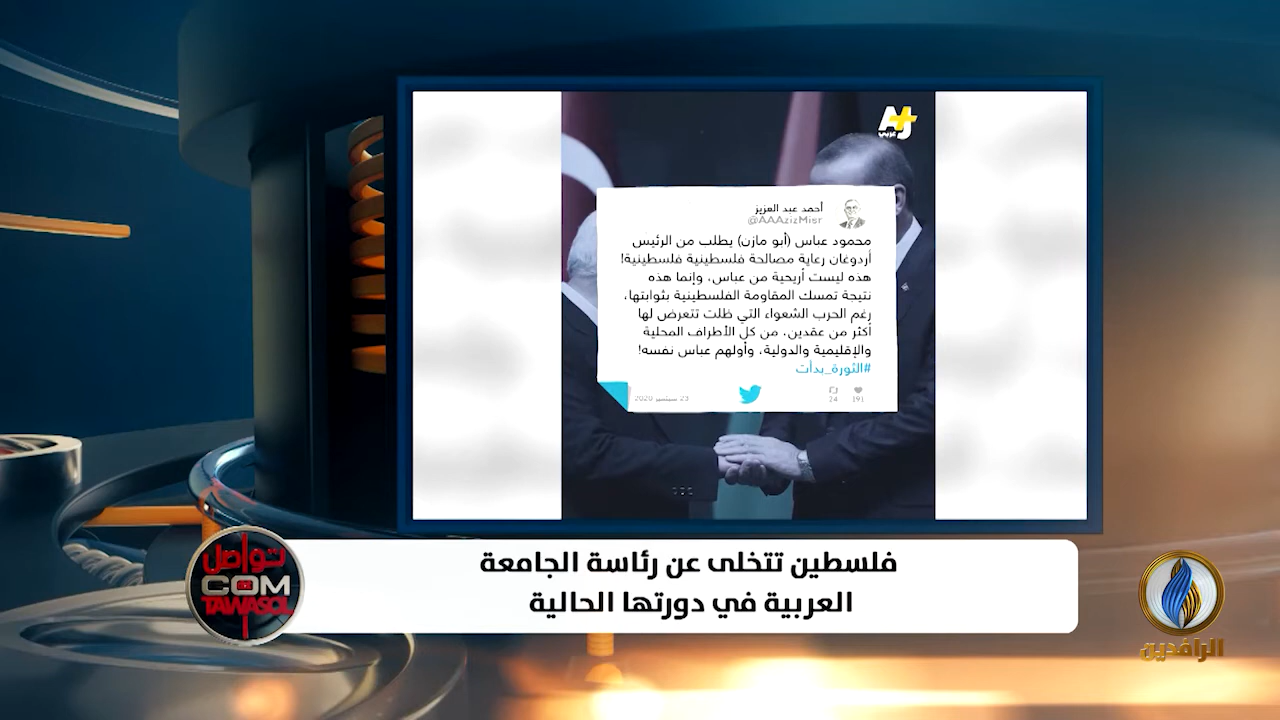 عربي
أحمد عبد العزيز
@AAAzizMisr
محمود عباس (أبو مازن) يطلب من الرئيس
أردوغان رعاية مصالحة فلسطينية فلسطينية!
هذه ليست أريحية من عباس، وإنما هذه
نتيجة تمسك المقاومة الفلسطينية بثوابتها،
رغم الحرب الشعواء التي ظلت تتعرض لها
أكثر من عقدين، من كل الأطراف المحلية
والإقليمية والدولية، وأولهم عباس نفسه!
#الثورة_بدأت
191
24
23 سبتمبر 2020
فلسطين تتخلى عن رئاسة الجامعة
العربية في دورتها الحالية
تواصل
COM
TAWASOL
الرافدين